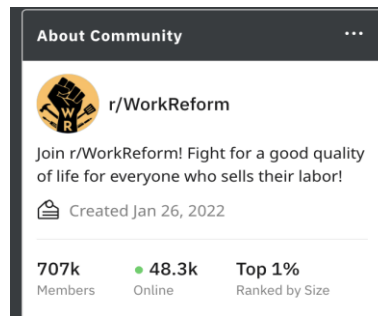 About Community
r/WorkReform
Join r/WorkReform! Fight for a good quality
of life for everyone who sells their labor!
Created Jan 26, 2022
707k 48.3k Top 1%
Members Online Ranked by Size
W R